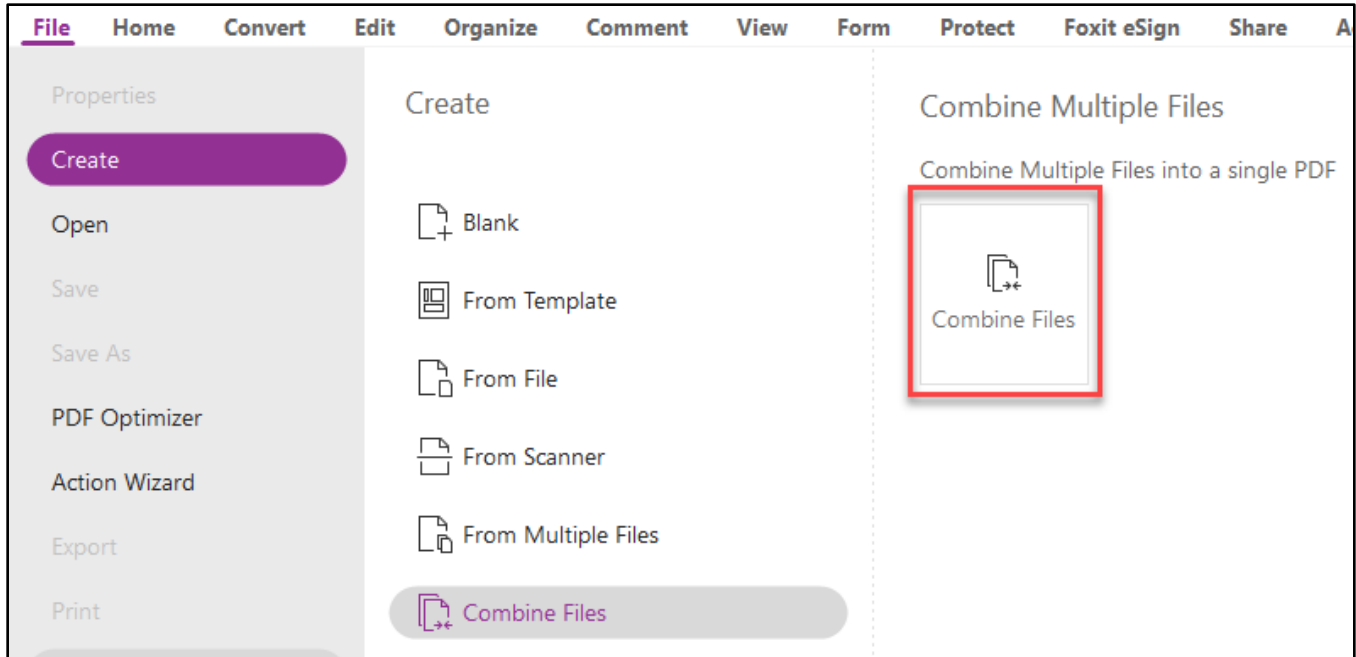 File Home Convert Edit Organize Comment View Form Protect Foxit eSign Share
Properties
Create
Open
Save
Save As
PDF Optimizer
Action Wizard
Export
Print
Create
Blank
From Template
From File
From Scanner
From Multiple Files
Combine Files
Combine Multiple Files
Combine Multiple Files into a single PDF
Combine Files